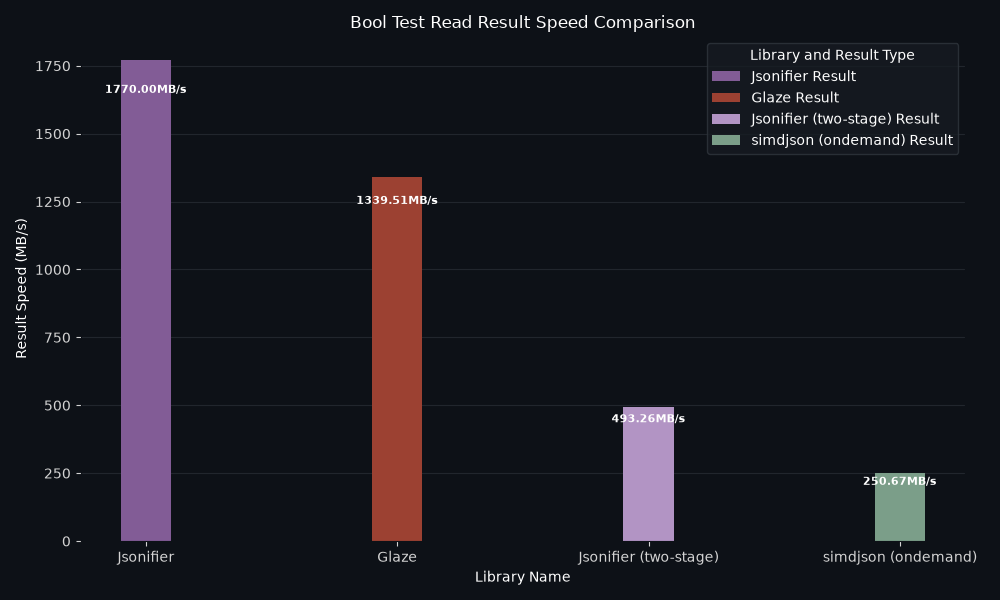 Bool Test Read Result Speed Comparison
Library and Result Type
Jsonifier Result
Glaze Result
Jsonifier (two-stage) Result
simdjson (ondemand) Result
Result Speed (MB/s)
1750
1500
1250
1000
750
500
250
0
1770.00MB/s
1339.51MB/s
493.26MB/s
250.67MB/s
Jsonifier
Glaze
Jsonifier (two-stage)
simdjson (ondemand)
Library Name